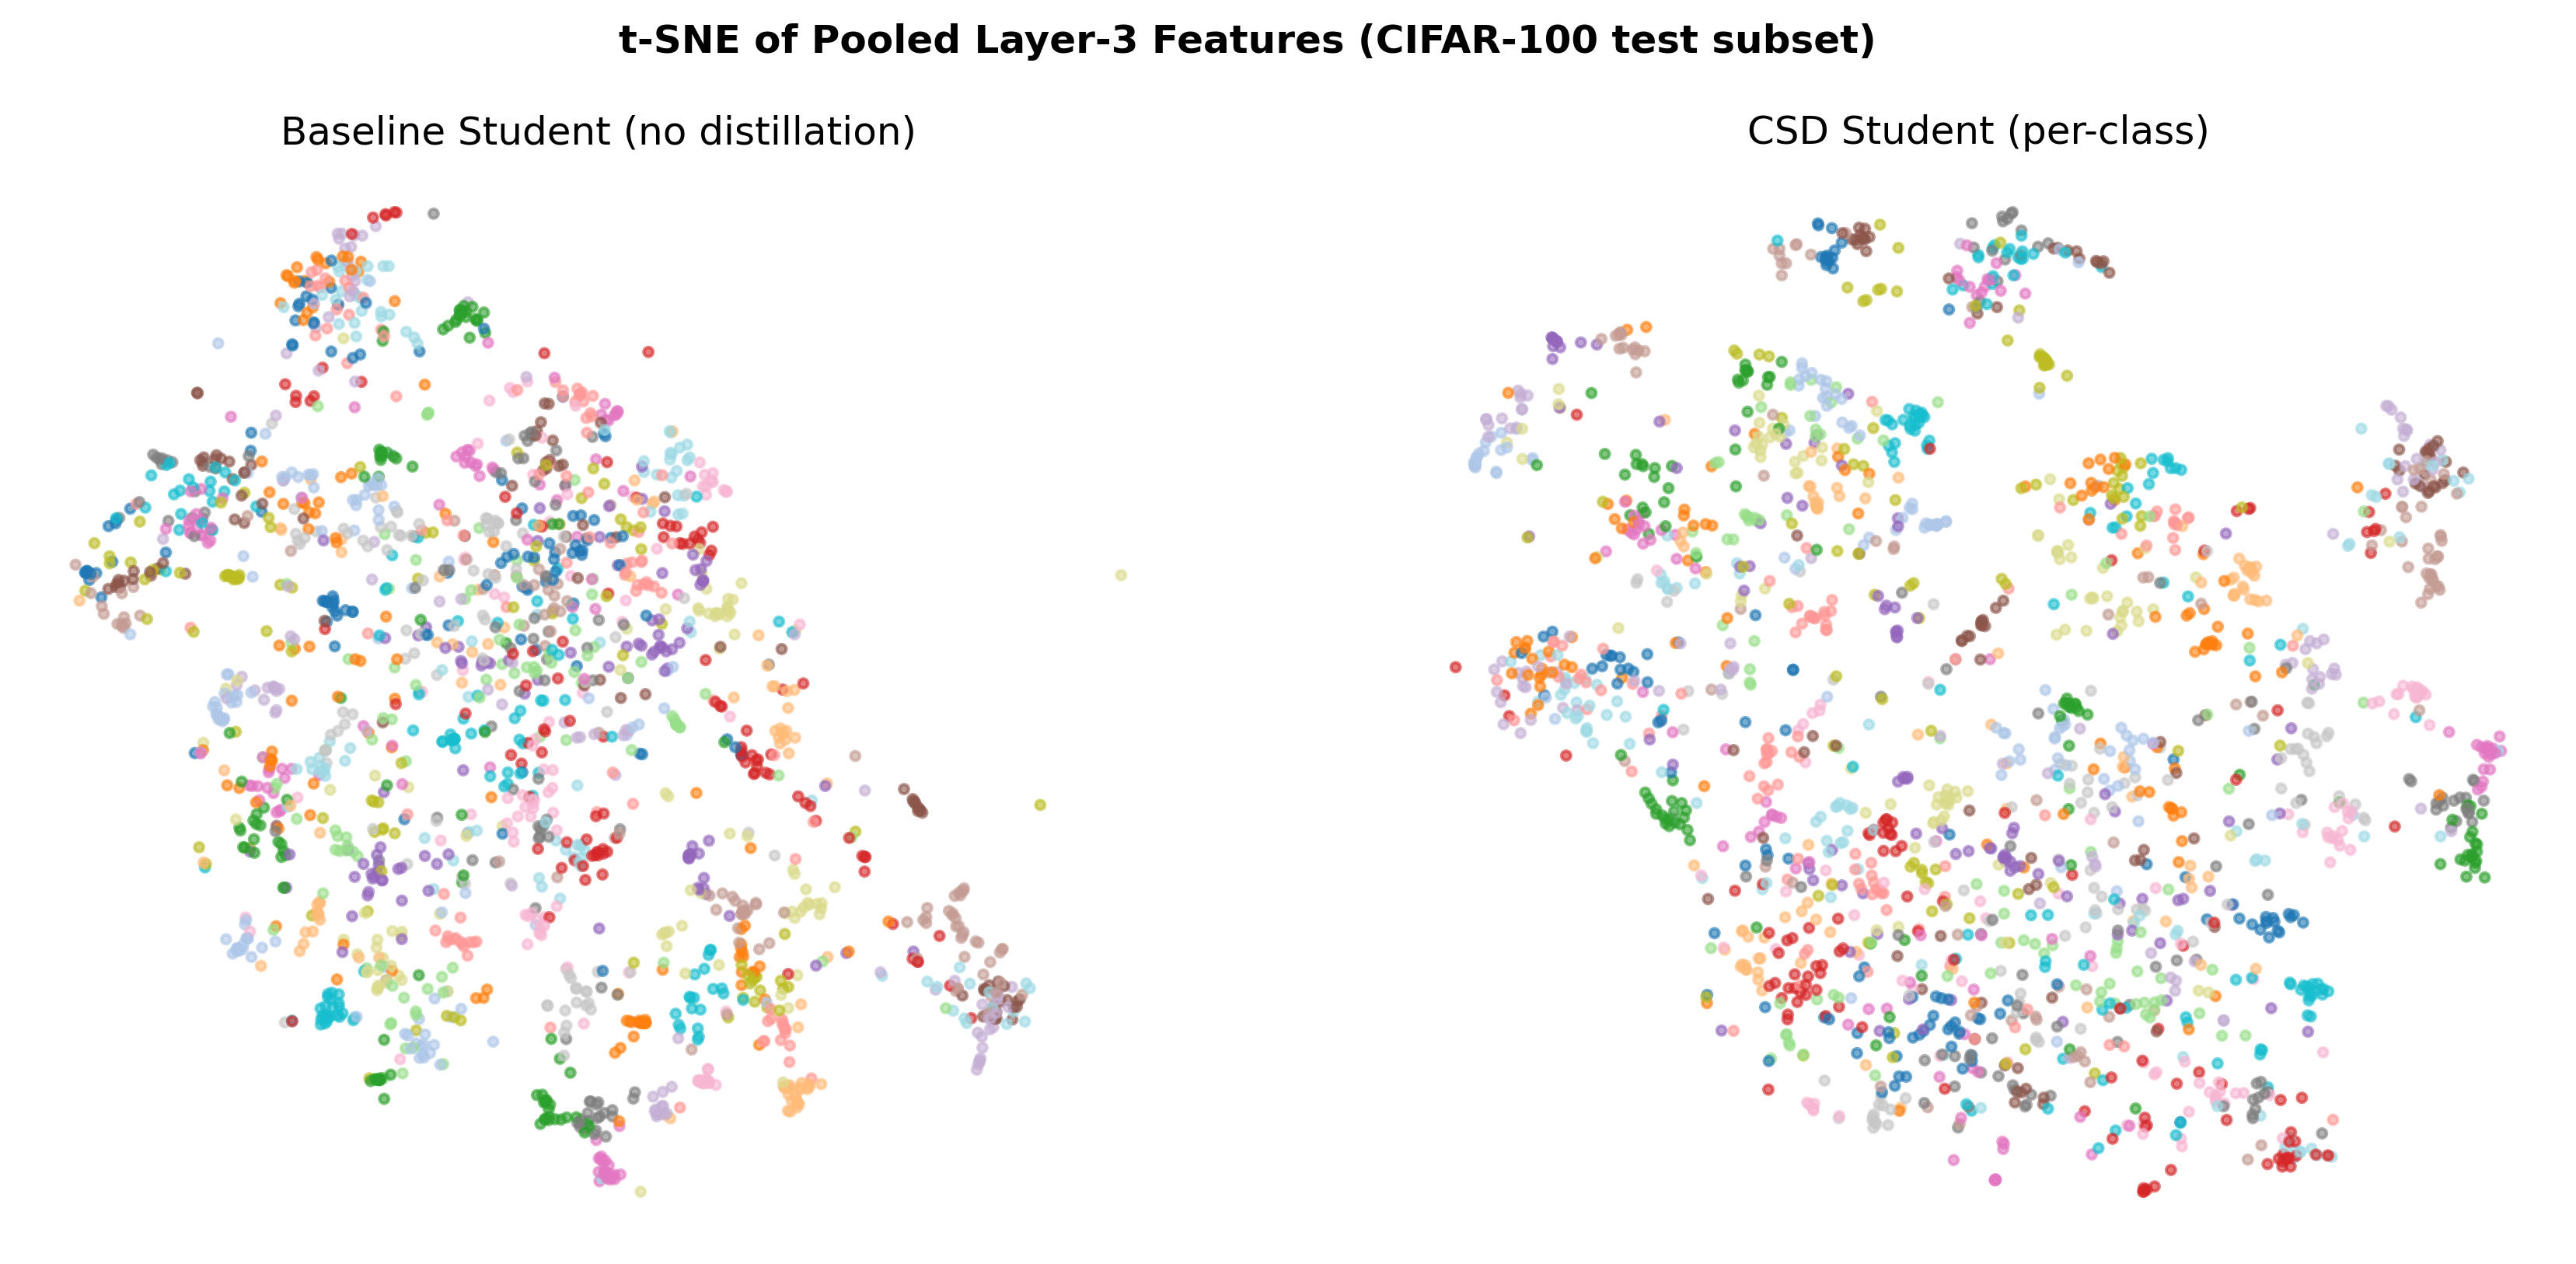 t-SNE of Pooled Layer-3 Features (CIFAR-100 test subset)
Baseline Student (no distillation)
CSD Student (per-class)